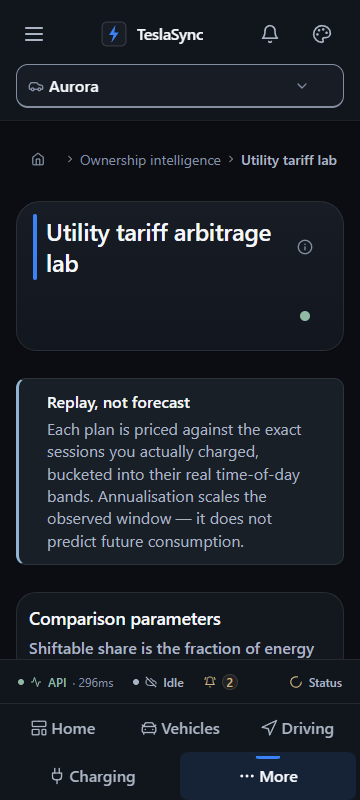 TeslaSync
Aurora
Ownership intelligence Utility tariff lab
Utility tariff arbitrage
lab
Replay, not forecast
Each plan is priced against the exact
sessions you actually charged,
bucketed into their real time-of-day
bands. Annualisation scales the
observed window — it does not
predict future consumption.
Comparison parameters
Shiftable share is the fraction of energy
API · 296ms Idle 2 Status
Home Vehicles Driving
Charging More